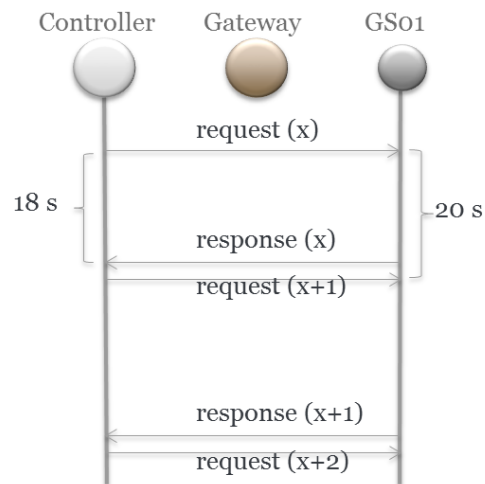 Controller Gateway GS01
request (x)
18 s
20 s
response (x)
request (x+1)
response (x+1)
request (x+2)